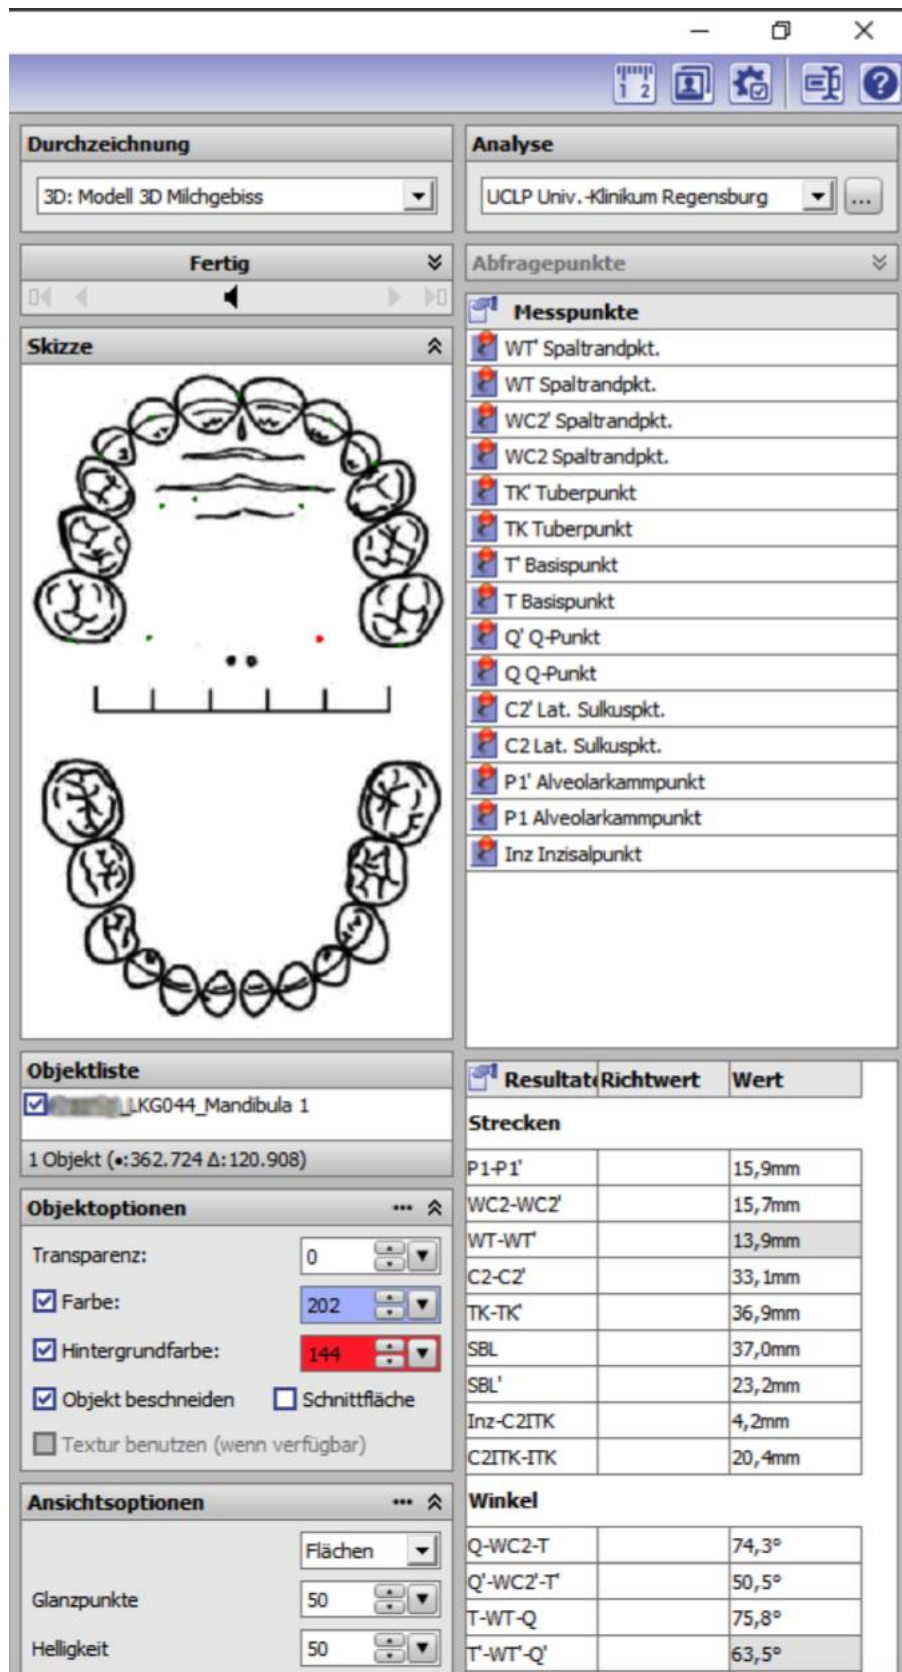 1 2
Durchzeichnung
3D: Modell 3D Milchgebiss
Fertig
Skizze
Objektliste
_LKG044_Mandibula 1
1 Objekt (•:362.724 Δ:120.908)
Objektoptionen
Transparenz: 0
Farbe: 202
Hintergrundfarbe: 144
Objekt beschneiden Schnittfläche
Textur benutzen (wenn verfügbar)
Ansichtsoptionen
Flächen
Glanzpunkte 50
Helligkeit 50
Analyse
UCLP Univ.-Klinikum Regensburg ...
Abfragepunkte
Messpunkte
WT' Spaltrandpkt.
WT Spaltrandpkt.
WC2' Spaltrandpkt.
WC2 Spaltrandpkt.
TK' Tuberpunkt
TK Tuberpunkt
T' Basispunkt
T Basispunkt
Q' Q-Punkt
Q Q-Punkt
C2' Lat. Sulkuspkt.
C2 Lat. Sulkuspkt.
P1' Alveolarkammpunkt
P1 Alveolarkammpunkt
Inz Inzisalpunkt
Resultate Richtwert Wert
Strecken
P1-P1' 15,9mm
WC2-WC2' 15,7mm
WT-WT' 13,9mm
C2-C2' 33,1mm
TK-TK' 36,9mm
SBL 37,0mm
SBL' 23,2mm
Inz-C2ITK 4,2mm
C2ITK-ITK 20,4mm
Winkel
Q-WC2-T 74,3°
Q'-WC2'-T' 50,5°
T-WT-Q 75,8°
T'-WT'-Q' 63,5°